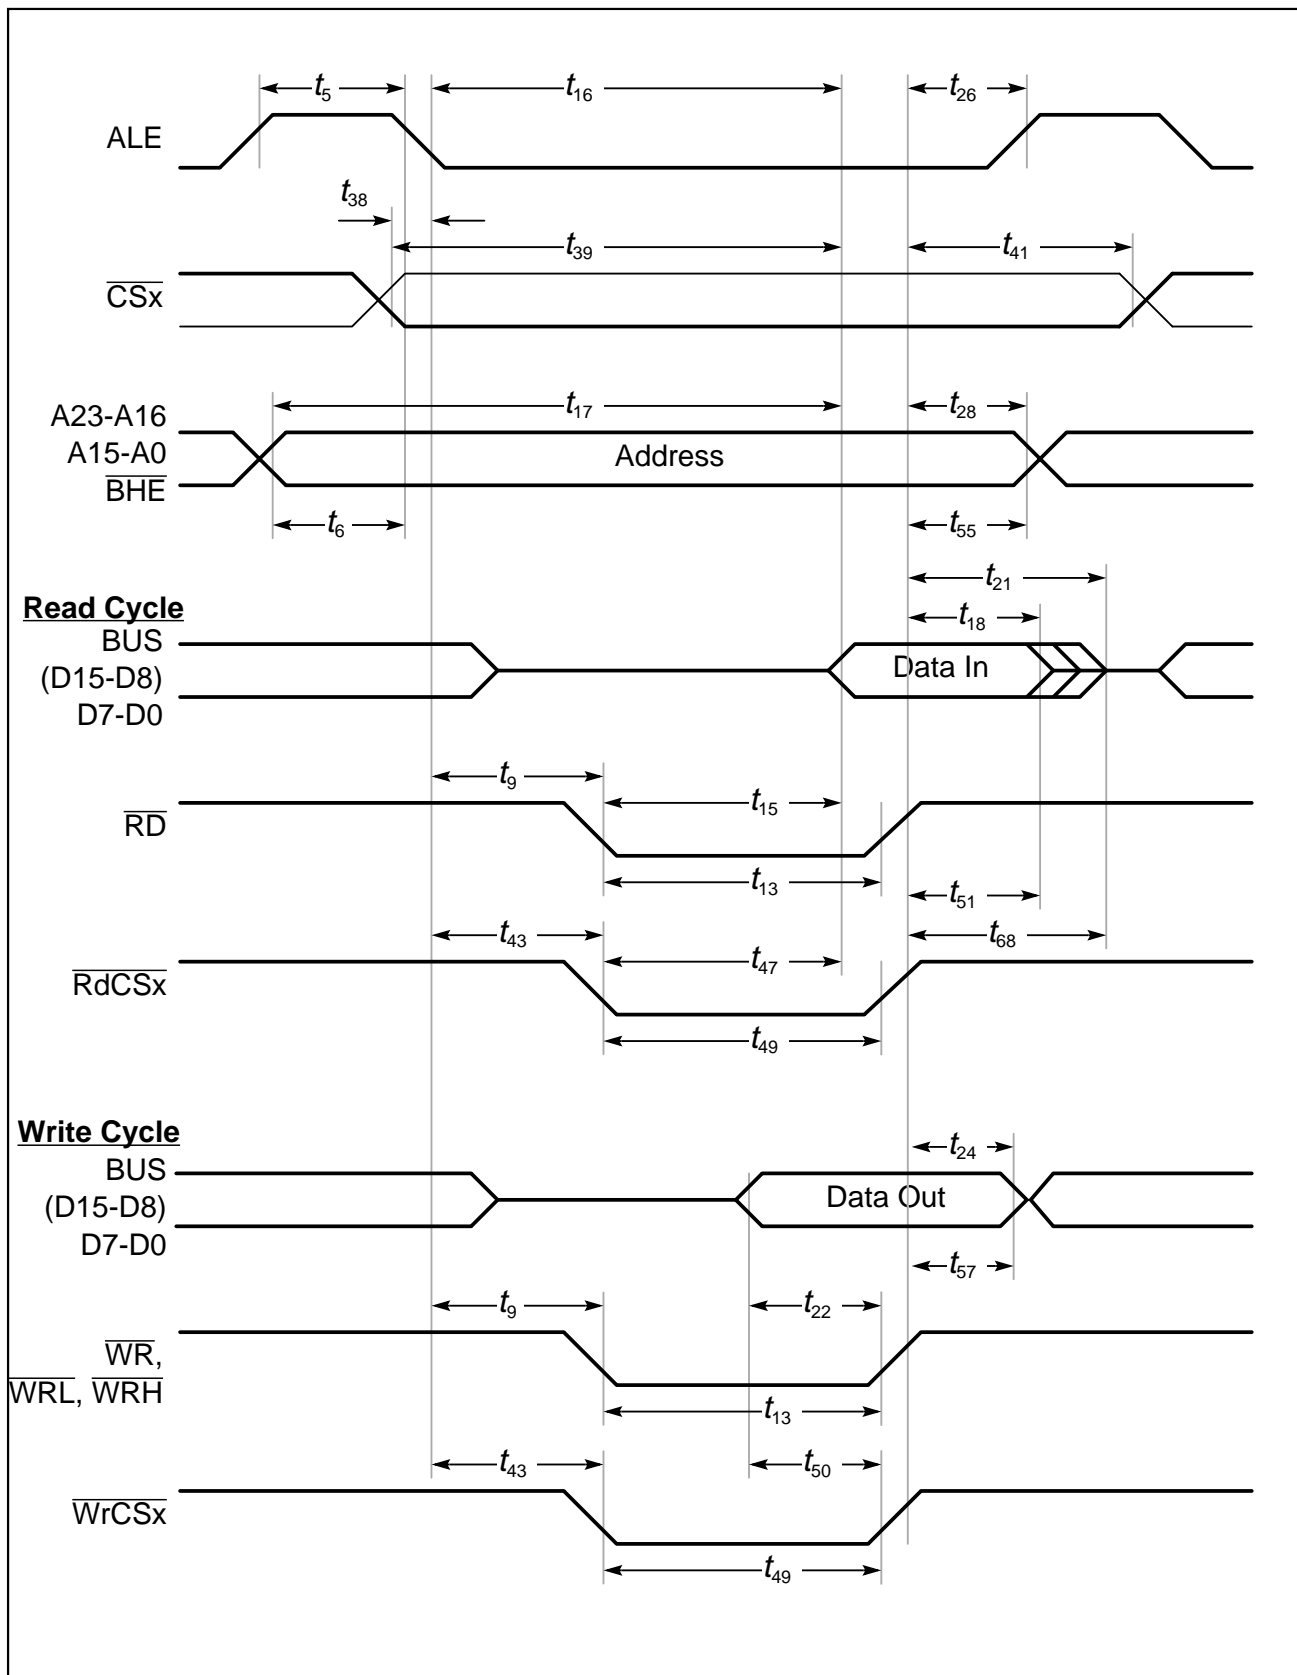 t5 t16 t26
ALE
t38
t39 t41
CSx
A23-A16 t17 t28
A15-A0 Address
BHE
t6 t55
t21
Read Cycle t18
BUS
(D15-D8) Data In
D7-D0
t9
RD t15
t13 t51
t43 t68
RdCSx t47
t49
Write Cycle
t24
BUS
(D15-D8) Data Out
D7-D0
t57
t9 t22
WR,
WRL, WRH
t13
t43 t50
WrCSx
t49